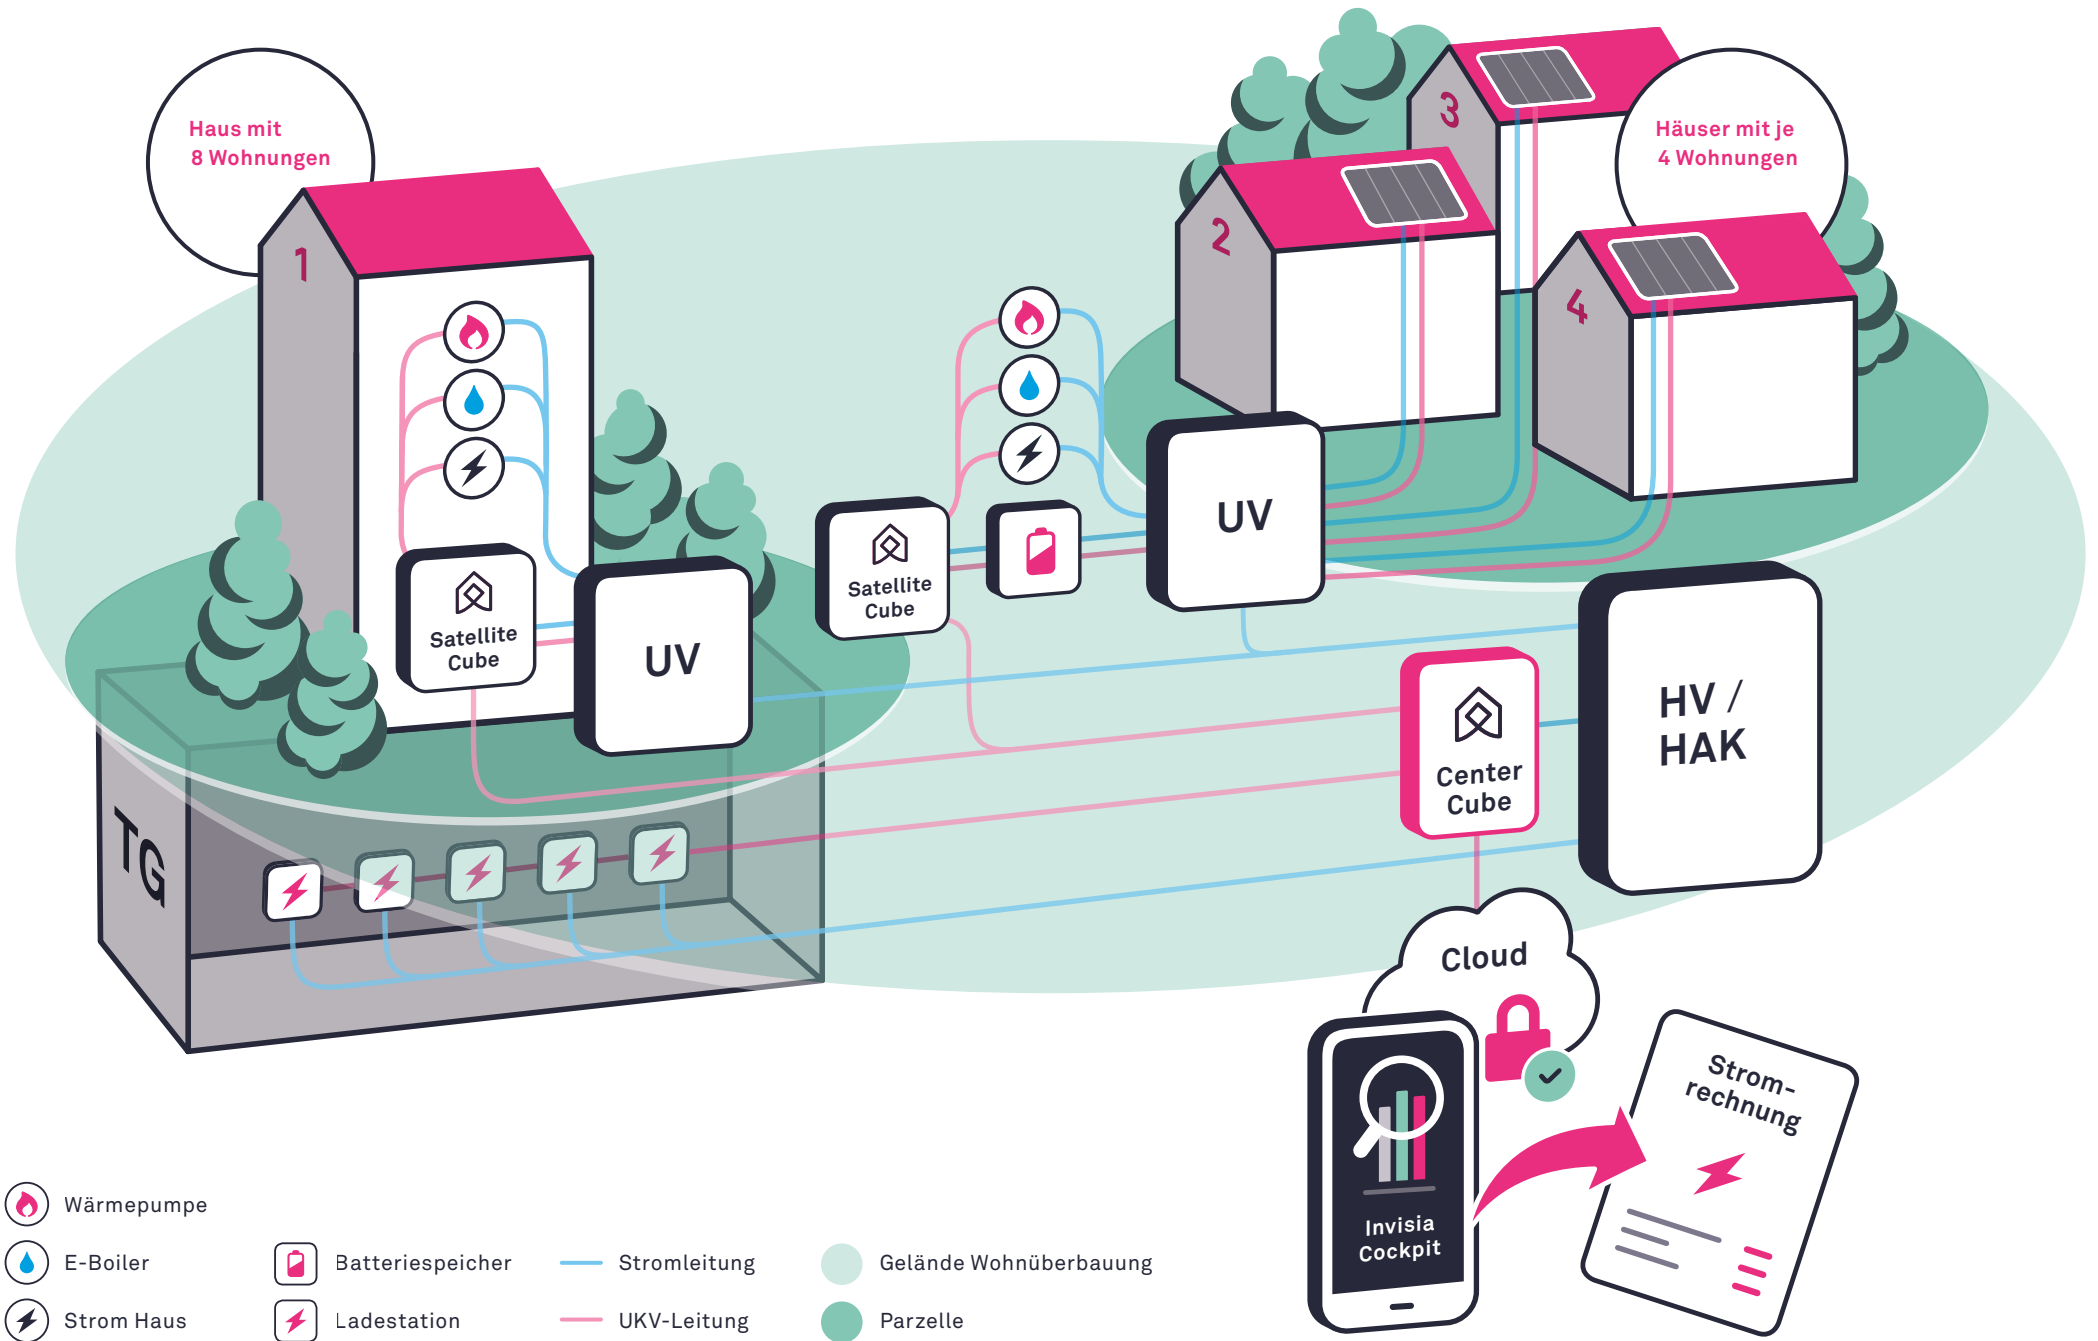 Haus mit
8 Wohnungen
Häuser mit je
4 Wohnungen
1
2
3
4
Satellite
Cube
UV
Satellite
Cube
UV
HV /
HAK
Center
Cube
TG
Cloud
Strom-
rechnung
Invisia
Cockpit
Wärmepumpe
E-Boiler
Strom Haus
Batteriespeicher
Ladestation
Stromleitung
UKV-Leitung
Gelände Wohnüberbauung
Parzelle